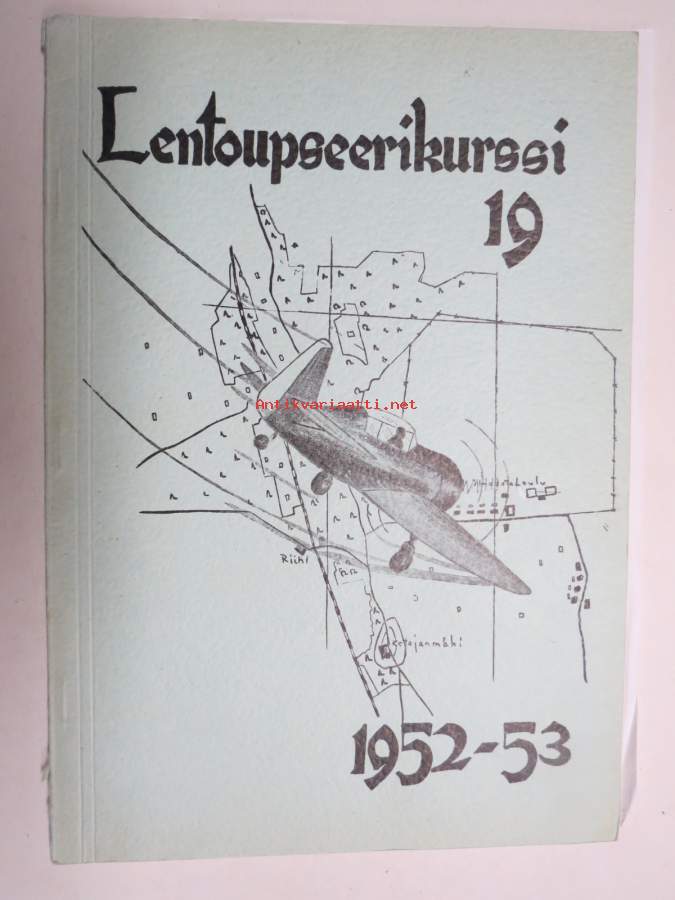 Lentoupseerikurssi
19
Antikvariaatti.net
Riihi
1952-53